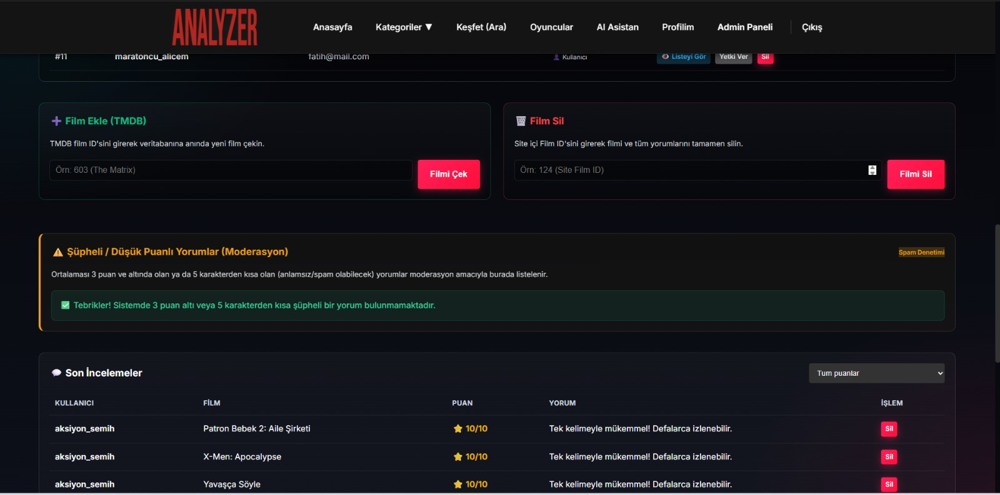 ANALYZER
Anasayfa Kategoriler ▼ Keşfet (Ara) Oyuncular AI Asistan Profilim Admin Paneli Çıkış
#11 maratoncu_alicem fatih@mail.com Kullanıcı Listeyi Gör Yetki Ver Sil
Film Ekle (TMDB)
TMDB film ID'sini girerek veritabanına anında yeni film çekin.
Örn: 603 (The Matrix) Filmi Çek
Film Sil
Site içi Film ID'sini girerek filmi ve tüm yorumlarını tamamen silin.
Örn: 124 (Site Film ID) Filmi Sil
Şüpheli / Düşük Puanlı Yorumlar (Moderasyon) Spam Denetimi
Ortalaması 3 puan ve altında olan ya da 5 karakterden kısa olan (anlamsız/spam olabilecek) yorumlar moderasyon amacıyla burada listelenir.
Tebrikler! Sistemde 3 puan altı veya 5 karakterden kısa şüpheli bir yorum bulunmamaktadır.
Son İncelemeler Tum puanlar
KULLANICI FİLM PUAN YORUM İŞLEM
aksiyon_semih Patron Bebek 2: Aile Şirketi 10/10 Tek kelimeyle mükemmel! Defalarca izlenebilir. Sil
aksiyon_semih X-Men: Apocalypse 10/10 Tek kelimeyle mükemmel! Defalarca izlenebilir. Sil
aksiyon_semih Yavaşça Söyle 10/10 Tek kelimeyle mükemmel! Defalarca izlenebilir. Sil